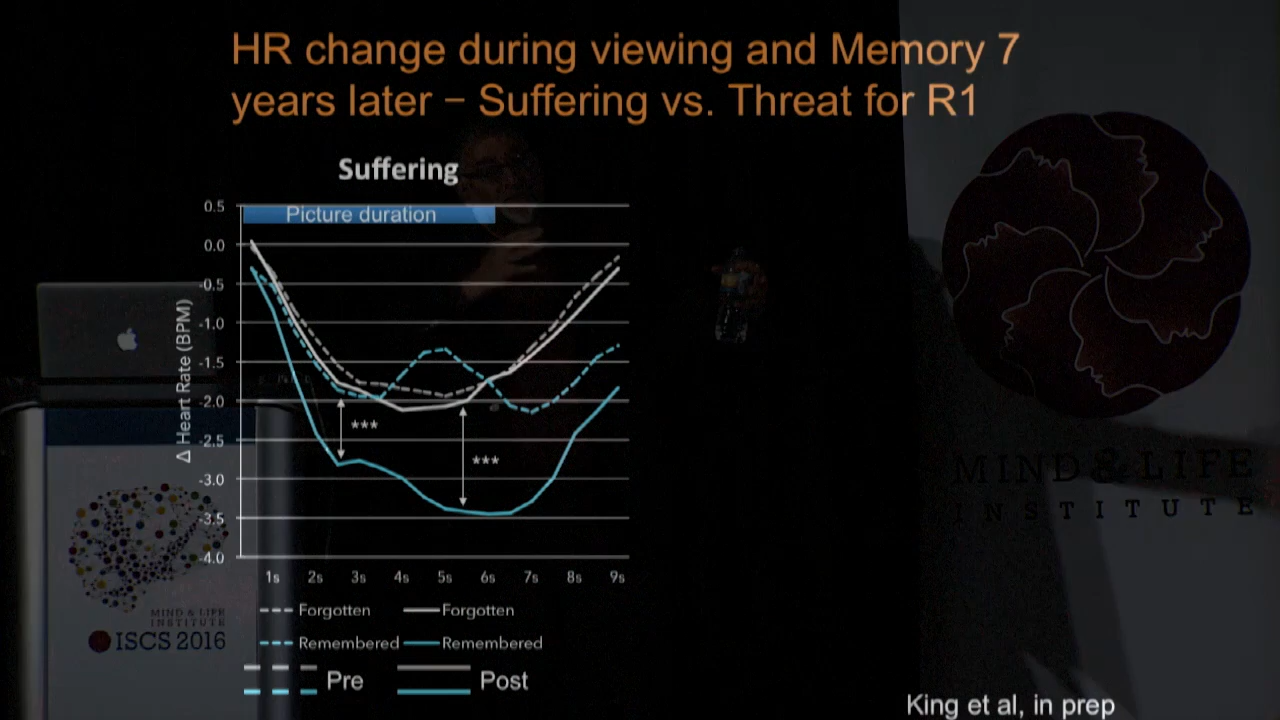 HR change during viewing and Memory 7
years later – Suffering vs. Threat for R1
Suffering
Picture duration
0.5
0.0
-0.5
-1.0
-1.5
-2.0
-2.5
-3.0
-3.5
-4.0
Δ Heart Rate (BPM)
***
***
1s 2s 3s 4s 5s 6s 7s 8s 9s
Forgotten Forgotten
Remembered Remembered
Pre Post
King et al, in prep
MIND & LIFE
INSTITUTE
MIND & LIFE
INSTITUTE
ISCS 2016